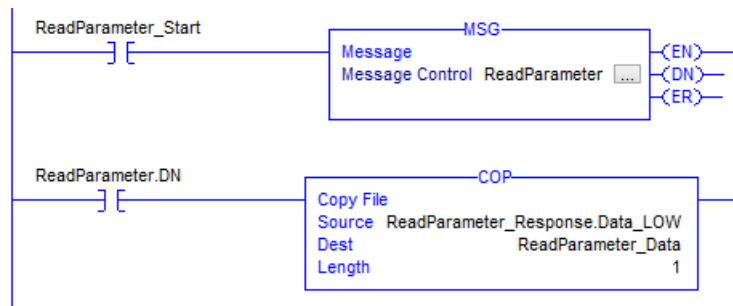 ReadParameter_Start
MSG
Message
Message Control ReadParameter ...
EN
DN
ER
ReadParameter.DN
COP
Copy File
Source ReadParameter_Response.Data_LOW
Dest ReadParameter_Data
Length 1